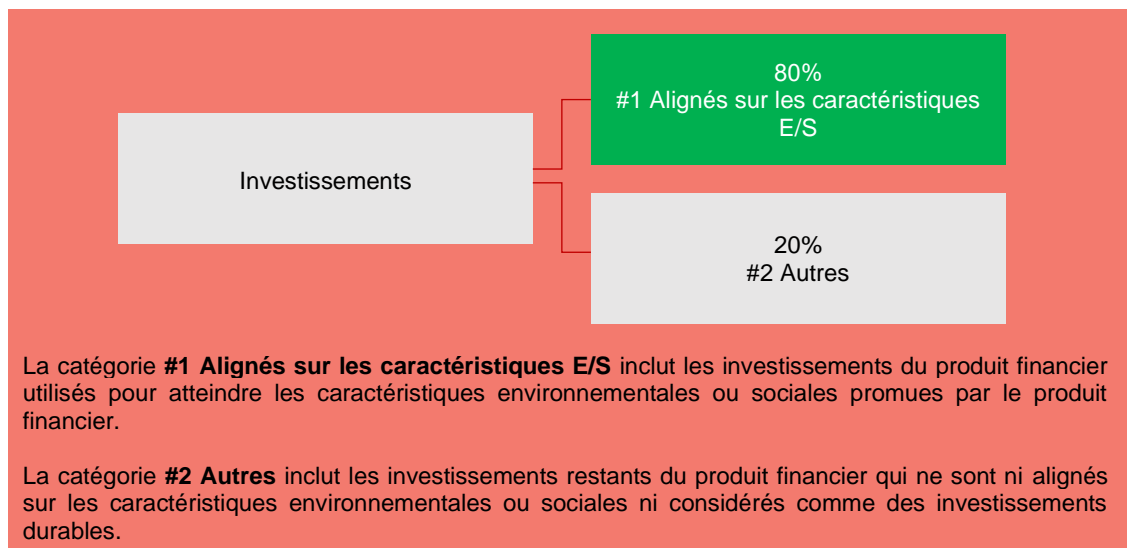 80%
#1 Alignés sur les caractéristiques
E/S
Investissements
20%
#2 Autres
La catégorie #1 Alignés sur les caractéristiques E/S inclut les investissements du produit financier
utilisés pour atteindre les caractéristiques environnementales ou sociales promues par le produit
financier.
La catégorie #2 Autres inclut les investissements restants du produit financier qui ne sont ni alignés
sur les caractéristiques environnementales ou sociales ni considérés comme des investissements
durables.